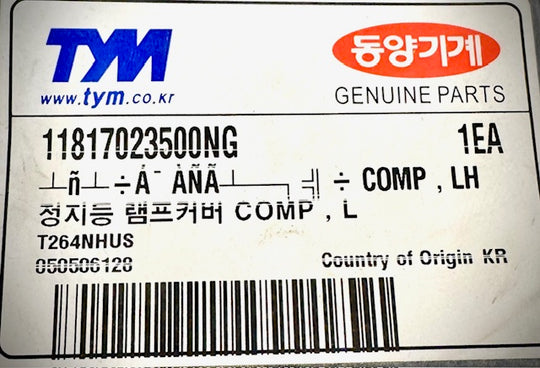 TYM
동양기계
www.tym.co.kr
GENUINE PARTS
11817023500NG 1EA
┴ñ┴÷Á¯ ÀÑÃ┴┐╣÷ COMP , LH
정지등 램프커버 COMP , L
T264NHUS
050506128 Country of Origin KR